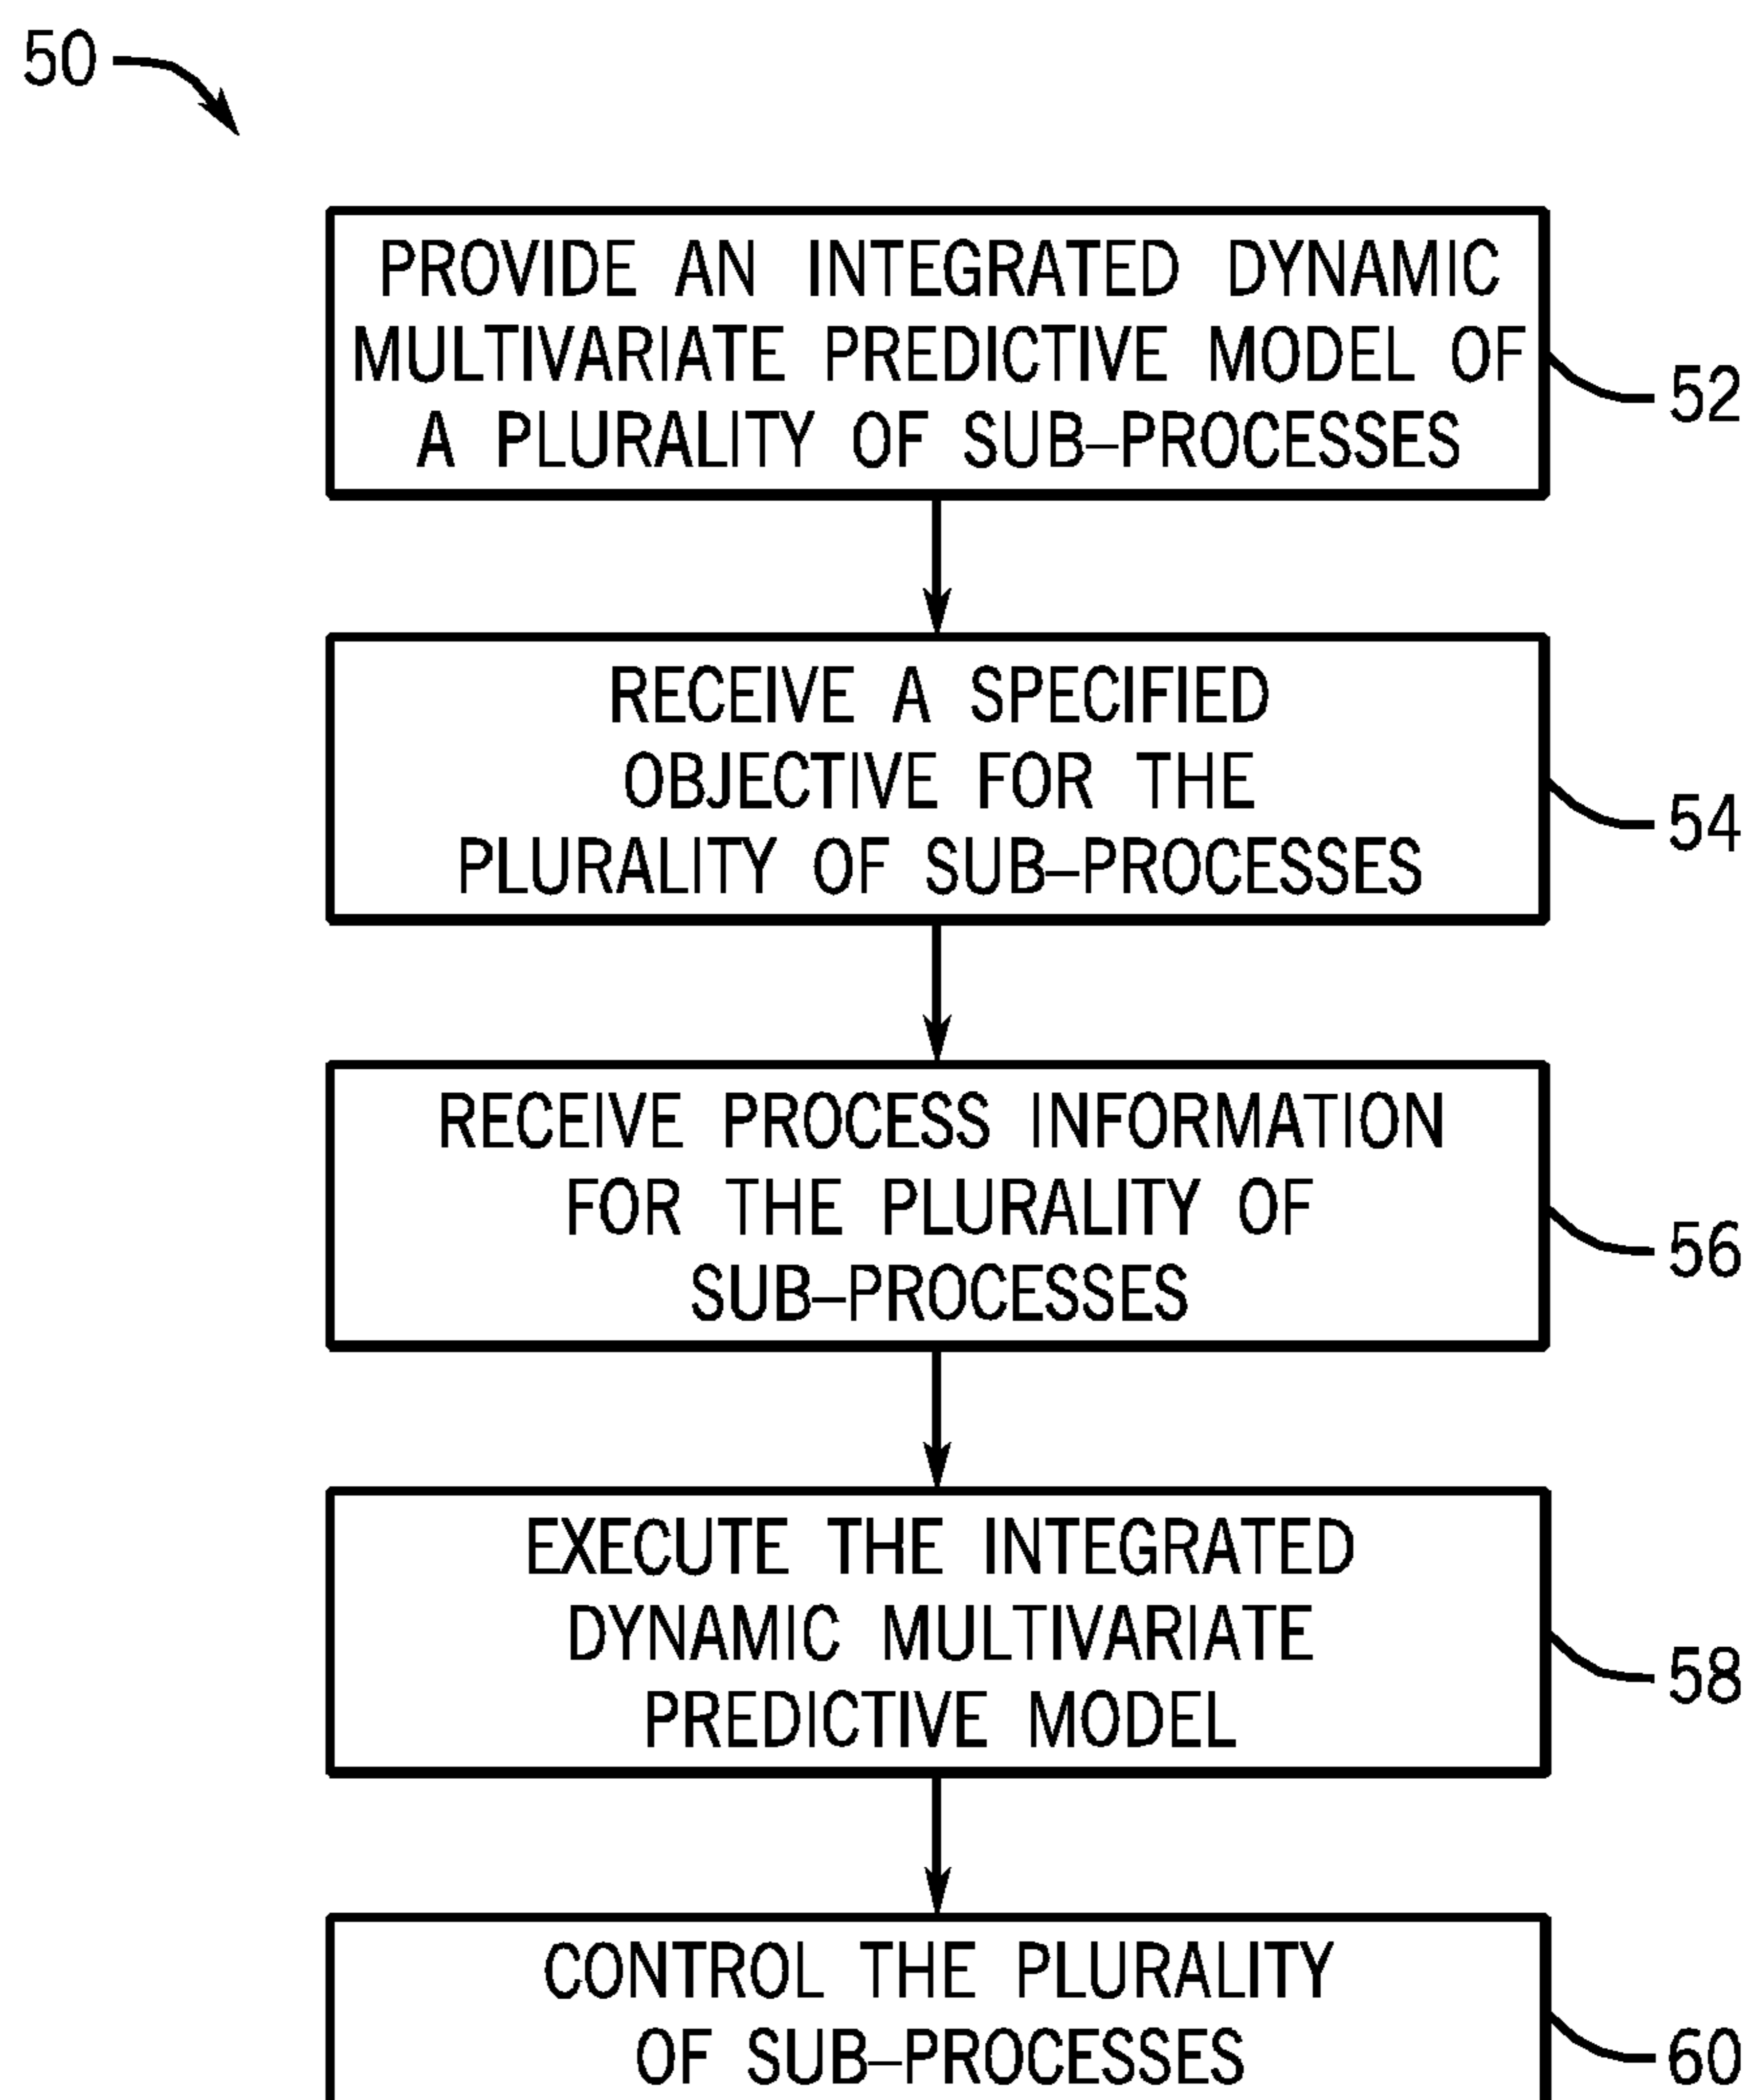 50
PROVIDE AN INTEGRATED DYNAMIC
MULTIVARIATE PREDICTIVE MODEL OF
A PLURALITY OF SUB–PROCESSES
52
RECEIVE A SPECIFIED
OBJECTIVE FOR THE
PLURALITY OF SUB–PROCESSES
54
RECEIVE PROCESS INFORMATION
FOR THE PLURALITY OF
SUB–PROCESSES
56
EXECUTE THE INTEGRATED
DYNAMIC MULTIVARIATE
PREDICTIVE MODEL
58
CONTROL THE PLURALITY
OF SUB–PROCESSES
60